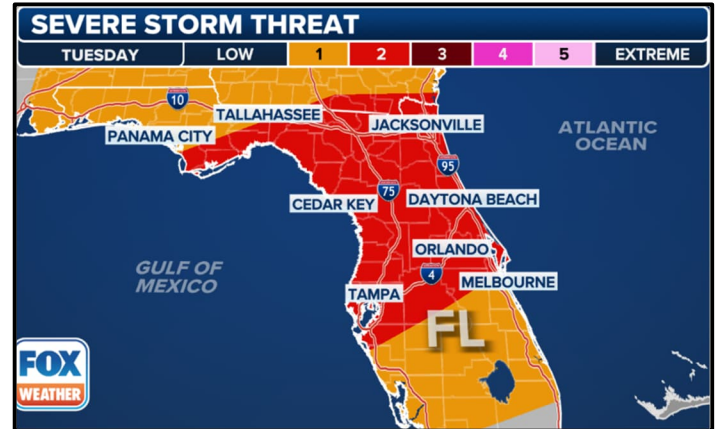 SEVERE STORM THREAT
TUESDAY LOW 1 2 3 4 5 EXTREME
10
TALLAHASSEE
JACKSONVILLE
PANAMA CITY
ATLANTIC
OCEAN
95
75
CEDAR KEY
DAYTONA BEACH
ORLANDO
GULF OF
MEXICO
4
MELBOURNE
TAMPA
FL
FOX
WEATHER